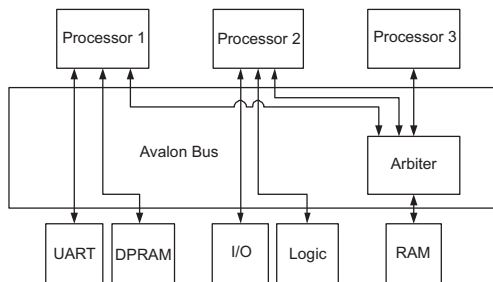 Processor 1
Processor 2
Processor 3
Avalon Bus
Arbiter
UART
DPRAM
I/O
Logic
RAM